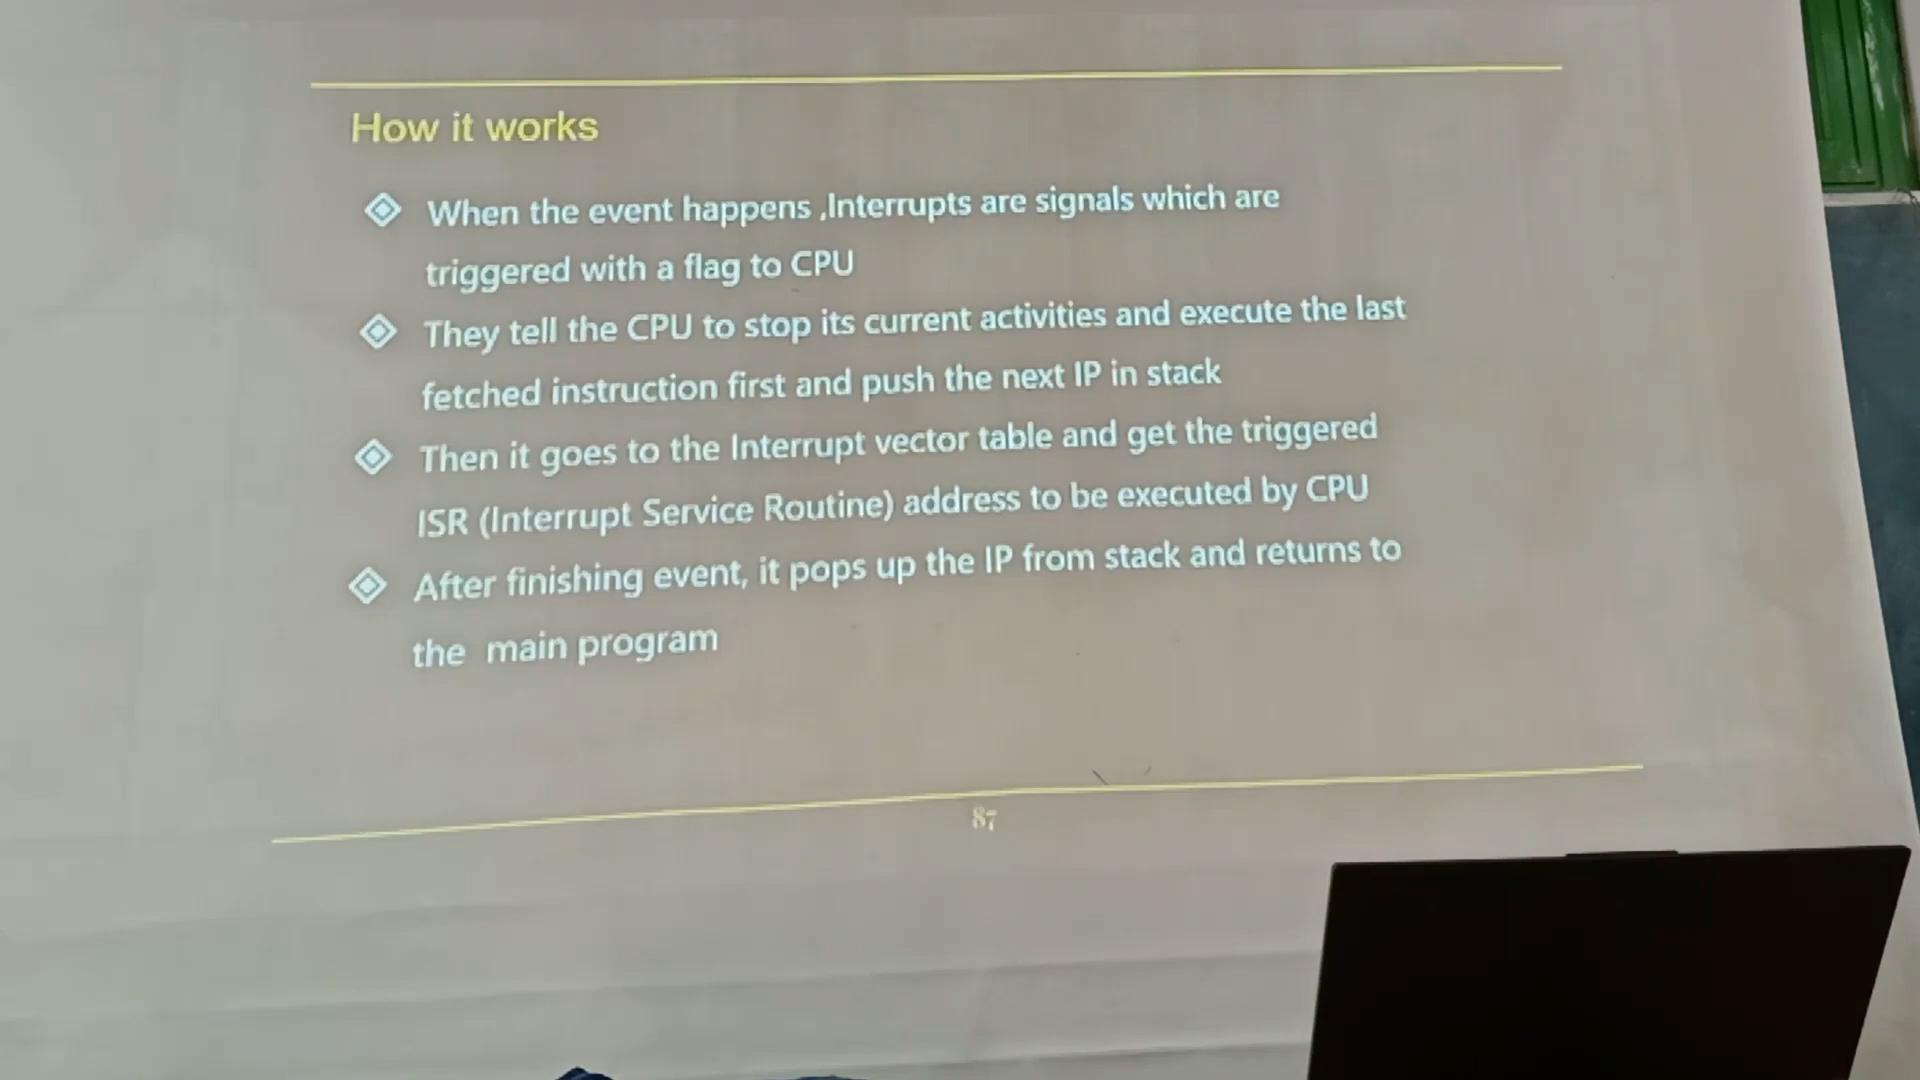 How it works
When the event happens ,Interrupts are signals which are
triggered with a flag to CPU
They tell the CPU to stop its current activities and execute the last
fetched instruction first and push the next IP in stack
Then it goes to the Interrupt vector table and get the triggered
ISR (Interrupt Service Routine) address to be executed by CPU
After finishing event, it pops up the IP from stack and returns to
the main program
87